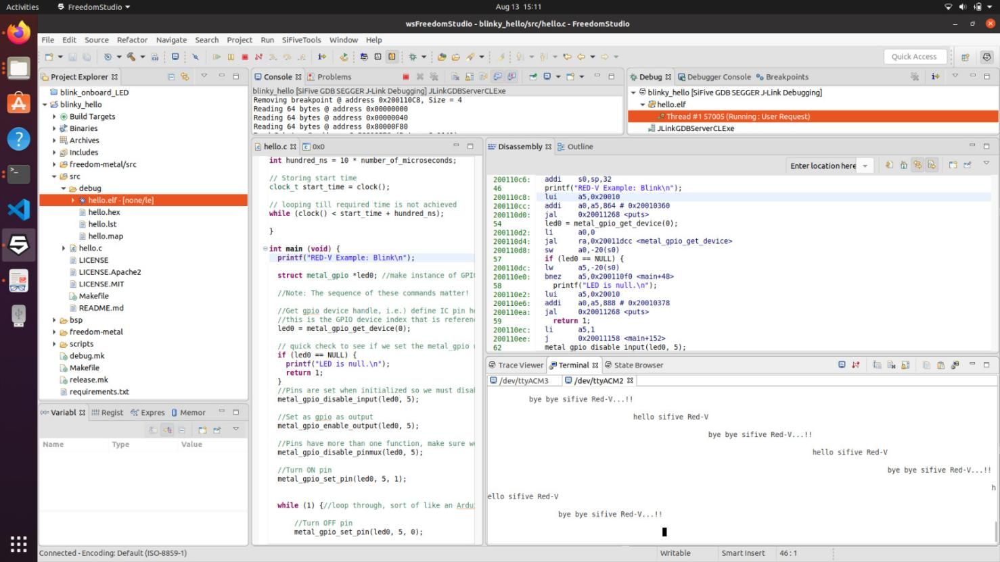 Activities
FreedomStudio
Aug 13 15:11
wsFreedomStudio - blinky_hello/src/hello.c - FreedomStudio
File Edit Source Refactor Navigate Search Project Run SiFiveTools Window Help
Quick Access
Project Explorer
blink_onboard_LED
blinky_hello
Build Targets
Binaries
Archives
Includes
freedom-metal/src
src
debug
hello.elf - [none/le]
hello.hex
hello.lst
hello.map
hello.c
LICENSE
LICENSE.Apache2
LICENSE.MIT
Makefile
README.md
bsp
freedom-metal
scripts
debug.mk
Makefile
release.mk
requirements.txt
Variabl Regist Expres Memor
Name Type Value
Console Problems
blinky_hello [SiFive GDB SEGGER J-Link Debugging] JLinkGDBServerCLExe
Removing breakpoint @ address 0x200110C8, Size = 4
Reading 64 bytes @ address 0x00000000
Reading 64 bytes @ address 0x00000040
Reading 64 bytes @ address 0x80000F80
Debug Debugger Console Breakpoints
blinky_hello [SiFive GDB SEGGER J-Link Debugging]
hello.elf
Thread #1 57005 (Running : User Request)
JLinkGDBServerCLExe
hello.c 0x0
int hundred_ns = 10 * number_of_microseconds;
// Storing start time
clock_t start_time = clock();
// looping till required time is not achieved
while (clock() < start_time + hundred_ns);
}
int main (void) {
printf("RED-V Example: Blink\n");
struct metal_gpio *led0; //make instance of GPIO
//Note: The sequence of these commands matter!
//Get gpio device handle, i.e.) define IC pin h
//this is the GPIO device index that is referen
led0 = metal_gpio_get_device(0);
// quick check to see if we set the metal_gpio
if (led0 == NULL) {
printf("LED is null.\n");
return 1;
}
//Pins are set when initialized so we must disa
metal_gpio_disable_input(led0, 5);
//Set as gpio as output
metal_gpio_enable_output(led0, 5);
//Pins have more than one function, make sure we
metal_gpio_disable_pinmux(led0, 5);
//Turn ON pin
metal_gpio_set_pin(led0, 5, 1);
while (1) {//loop through, sort of like an Ardu
//Turn OFF pin
metal_gpio_set_pin(led0, 5, 0);
Disassembly Outline
Enter location here
200110c6: addi s0,sp,32
46 printf("RED-V Example: Blink\n");
200110c8: lui a5,0x20010
200110cc: addi a0,a5,864 # 0x20010360
200110d0: jal 0x20011268 <puts>
54 led0 = metal_gpio_get_device(0);
200110d2: li a0,0
200110d4: jal ra,0x20011dcc <metal_gpio_get_device>
200110d8: sw a0,-20(s0)
57 if (led0 == NULL) {
200110dc: lw a5,-20(s0)
200110e0: bnez a5,0x200110f0 <main+48>
58 printf("LED is null.\n");
200110e2: lui a5,0x20010
200110e6: addi a0,a5,888 # 0x20010378
200110ea: jal 0x20011268 <puts>
59 return 1;
200110ec: li a5,1
200110ee: j 0x20011158 <main+152>
62 metal_gpio_disable_input(led0, 5);
Trace Viewer Terminal State Browser
/dev/ttyACM3 /dev/ttyACM2
bye bye sifive Red-V...!!
hello sifive Red-V
bye bye sifive Red-V...!!
hello sifive Red-V
bye bye sifive Red-V...!!
h
ello sifive Red-V
bye bye sifive Red-V...!!
Connected - Encoding: Default (ISO-8859-1)
Writable Smart Insert 46 : 1